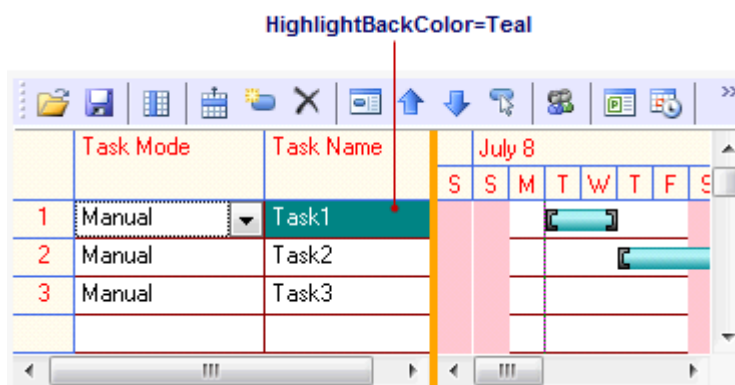 HighlightBackColor=Teal
Task Mode Task Name July 8
S S M T W T F S
1 Manual Task1
2 Manual Task2
3 Manual Task3